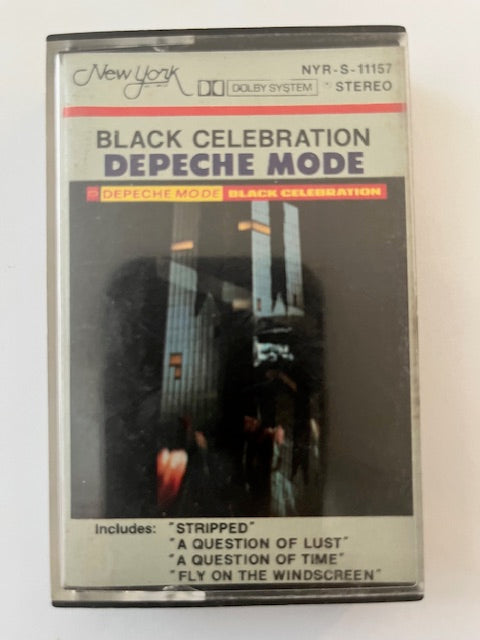 New York
DOLBY SYSTEM
NYR-S-11157
STEREO
BLACK CELEBRATION
DEPECHE MODE
DEPECHE MODE BLACK CELEBRATION
Includes: "STRIPPED"
"A QUESTION OF LUST"
"A QUESTION OF TIME"
"FLY ON THE WINDSCREEN"